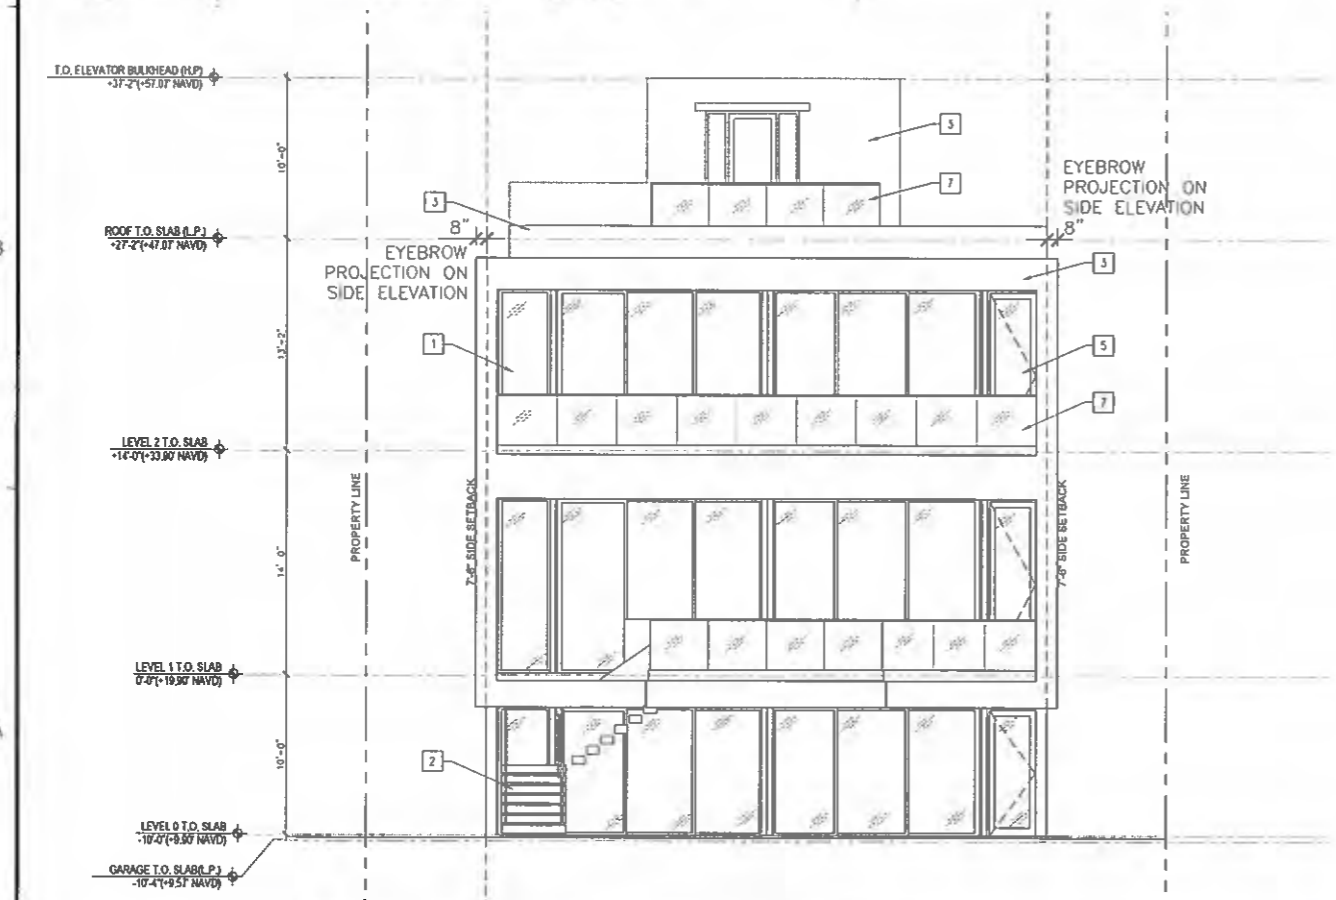 T.O. ELEVATOR BULKHEAD (H.P)
+37'-2"(+57.07' NAVD)
10'-0"
5
EYEBROW
PROJECTION ON
SIDE ELEVATION
7
3
8"
8"
ROOF T.O. SLAB (L.P.)
+27'-2"(+47.07' NAVD)
EYEBROW
PROJECTION ON
SIDE ELEVATION
3
13'-2"
1
5
7
LEVEL 2 T.O. SLAB
+14'-0"(+33.90' NAVD)
PROPERTY LINE
7'-6" SIDE SETBACK
7'-6" SIDE SETBACK
PROPERTY LINE
14'-0"
LEVEL 1 T.O. SLAB
0'-0"(+19.90' NAVD)
10'-0"
2
LEVEL 0 T.O. SLAB
-10'-0"(+9.90' NAVD)
GARAGE T.O. SLAB(L.P.)
-10'-4"(+9.57' NAVD)